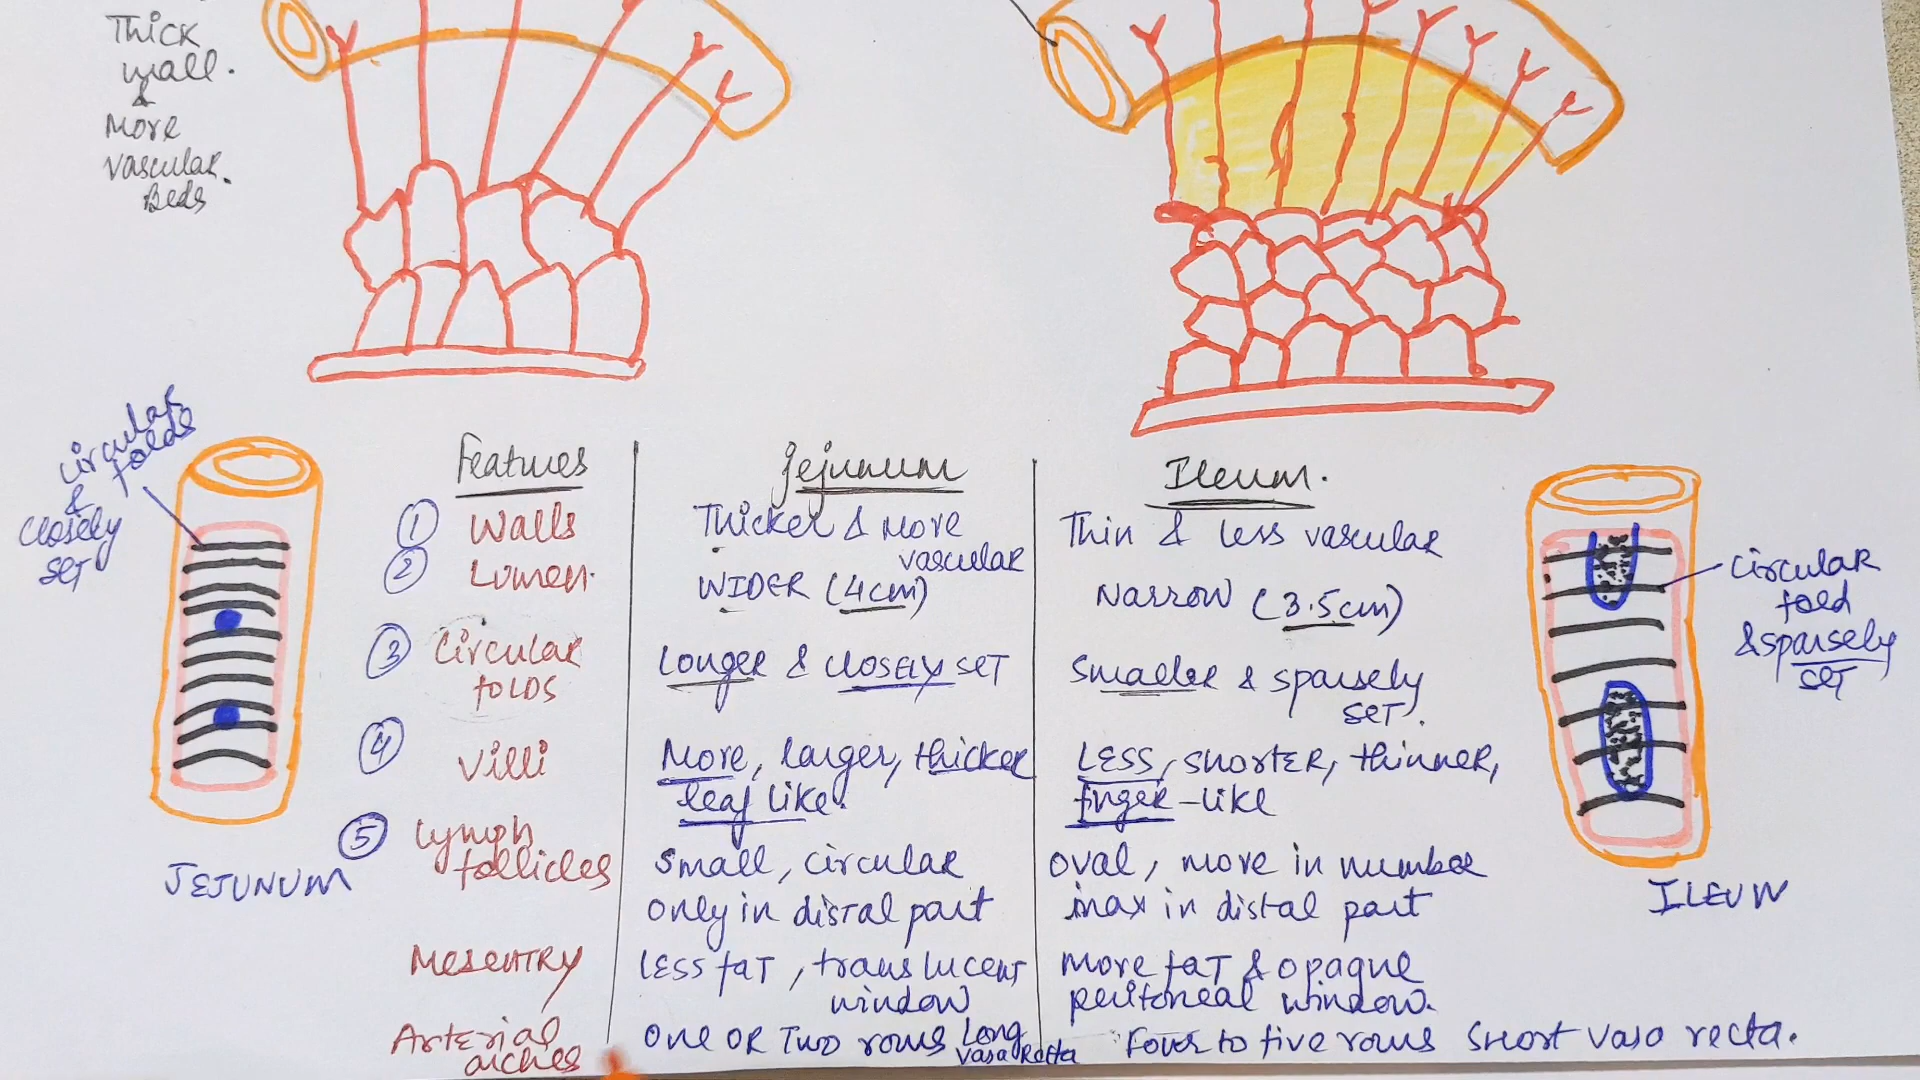 Thick
wall.
&
More
vascular
Beds.
circular
folds
&
closely
SET
JEJUNUM
Features
Jejunum
Ileum.
1 Walls
Thicker & More
vascular
Thin & less vascular
2 Lumen.
WIDER (4cm)
Narrow (3.5cm)
3 Circular
folds
Longer & closely set
Smaller & sparsely
set.
4 Villi
More, larger, thicker
leaf like.
Less, shorter, thinner,
finger-like
5 Lymph
follicles
Small, circular
only in distal part
oval, more in number
max in distal part
Mesentry
Less fat, translucent
window
More fat & opaque
peritoneal window.
Arterial
arches
One or Two rows Long
vasa Recta
Four to five rows Short vasa recta.
circular
fold
& sparsely
set
ILEUM